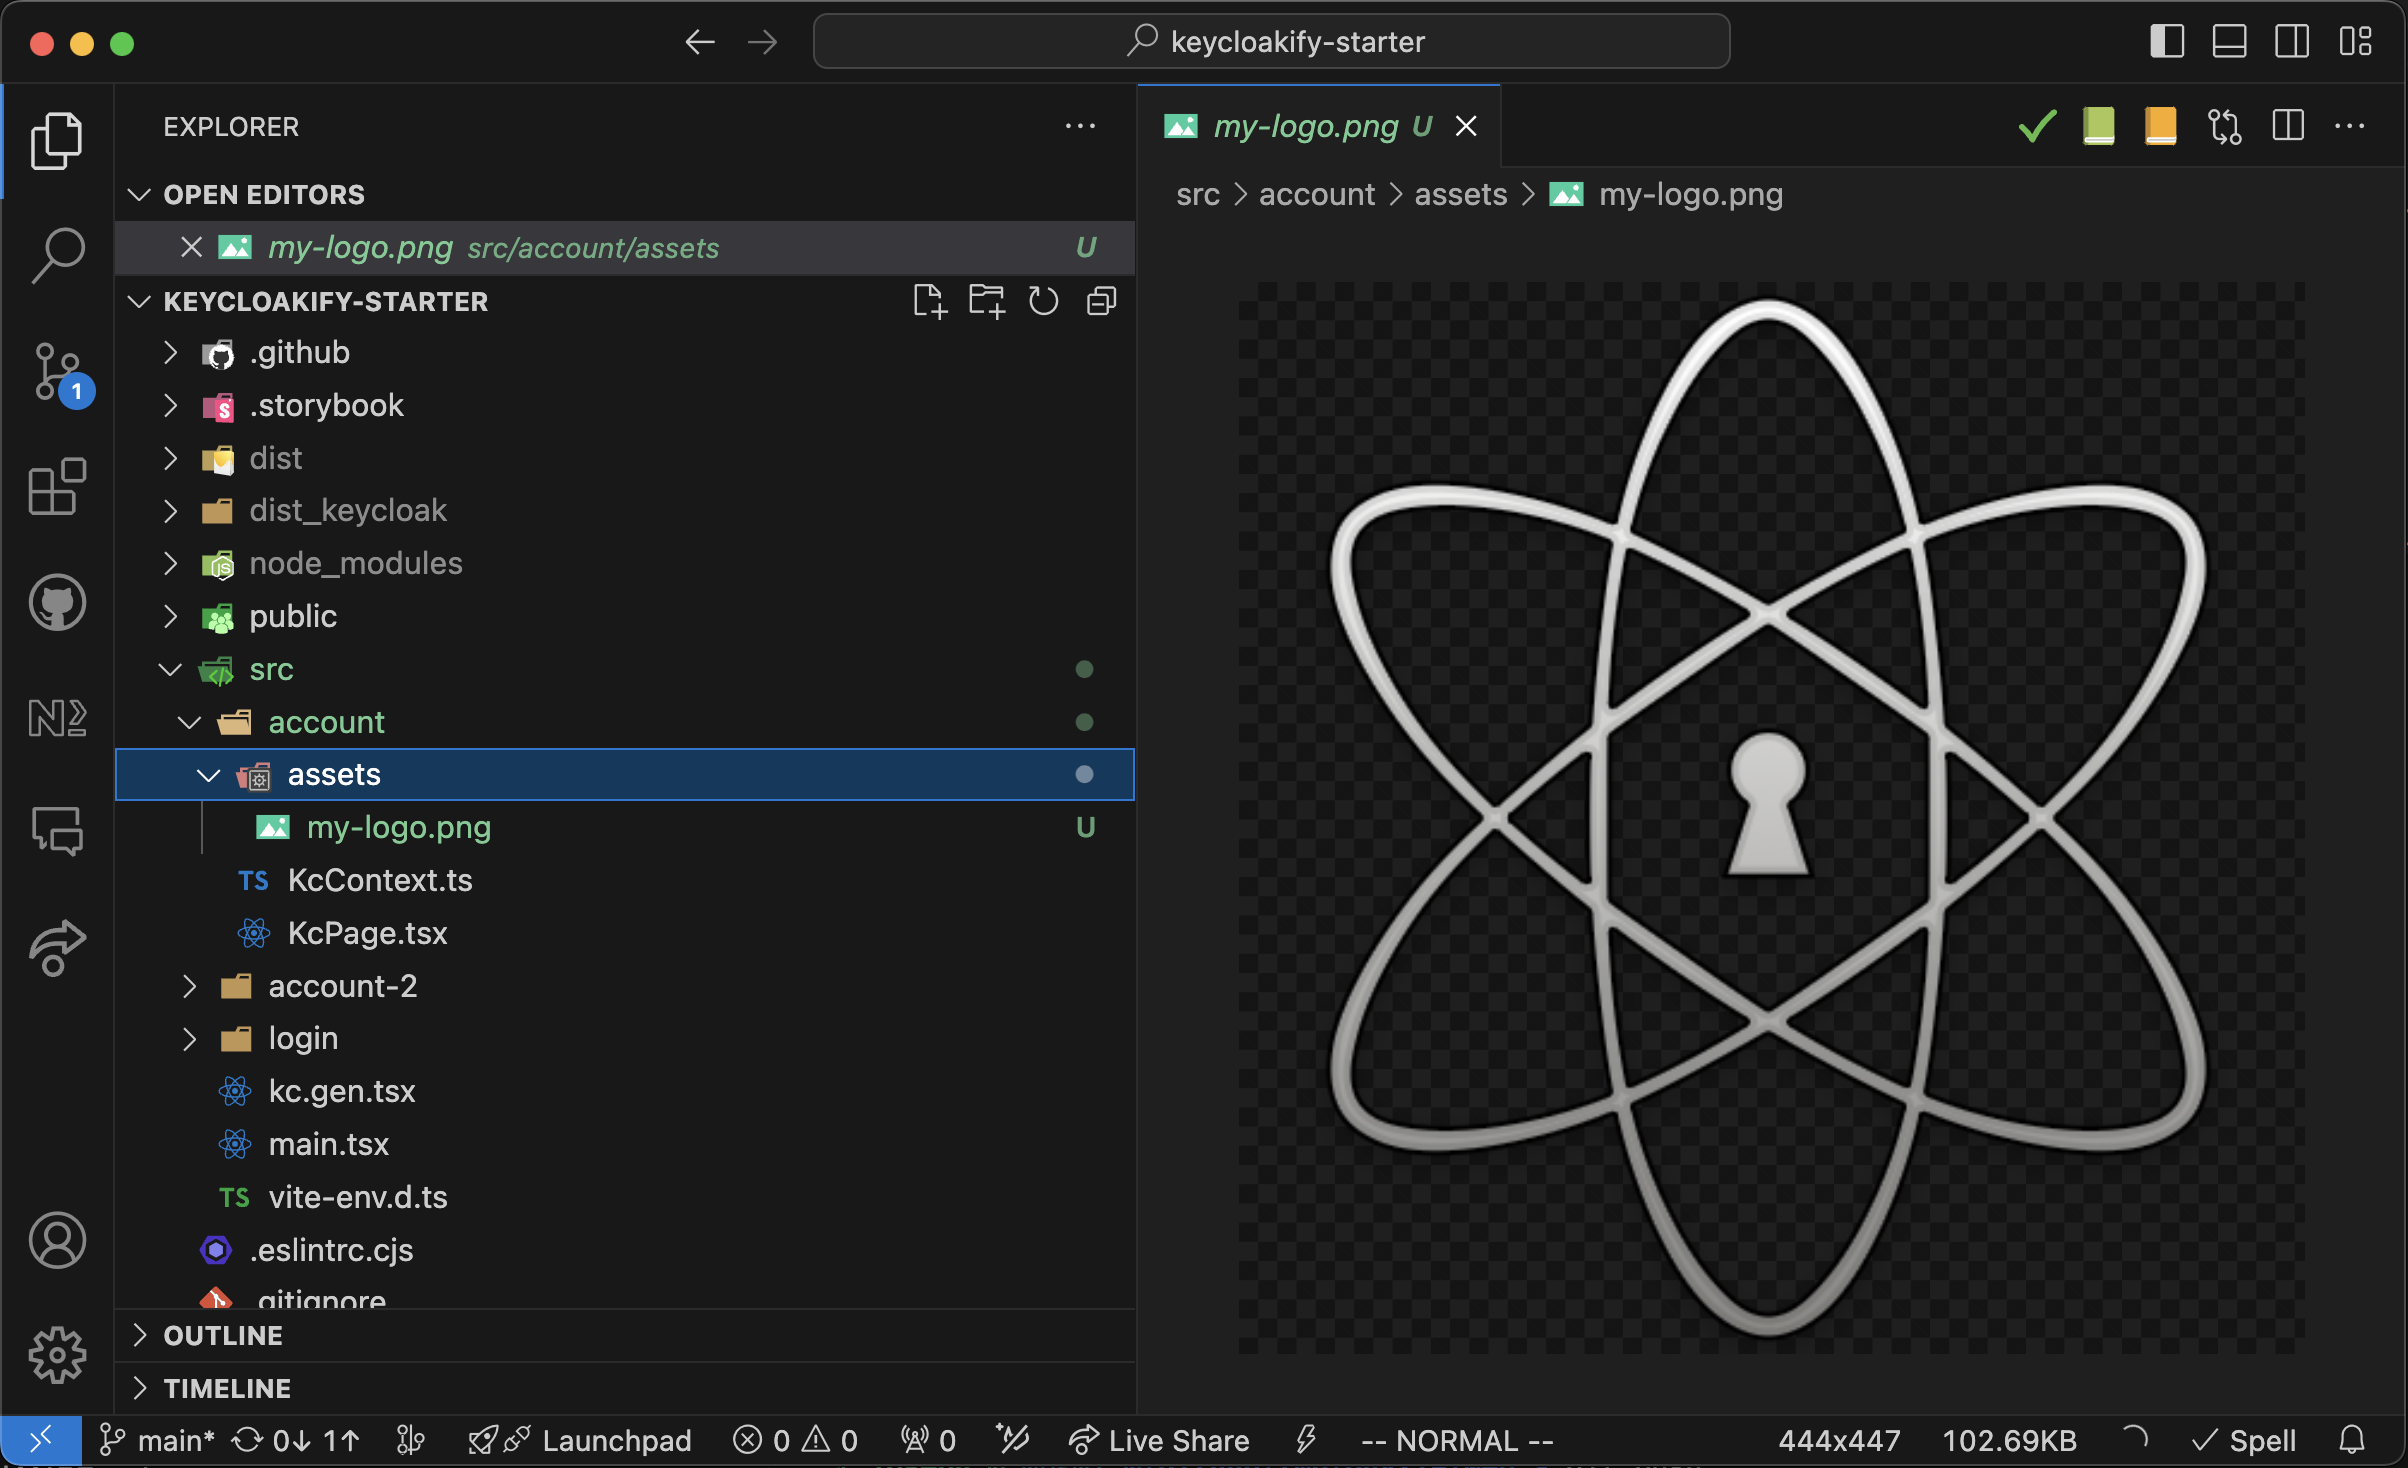 keycloakify-starter
EXPLORER
OPEN EDITORS
my-logo.png src/account/assets U
KEYCLOAKIFY-STARTER
.github
.storybook
dist
dist_keycloak
node_modules
public
src
account
assets
my-logo.png U
TS KcContext.ts
KcPage.tsx
account-2
login
kc.gen.tsx
main.tsx
TS vite-env.d.ts
.eslintrc.cjs
.gitignore
OUTLINE
TIMELINE
my-logo.png U
src > account > assets > my-logo.png
1
main* 0↓ 1↑ Launchpad 0 0 0 Live Share -- NORMAL -- 444x447 102.69KB Spell